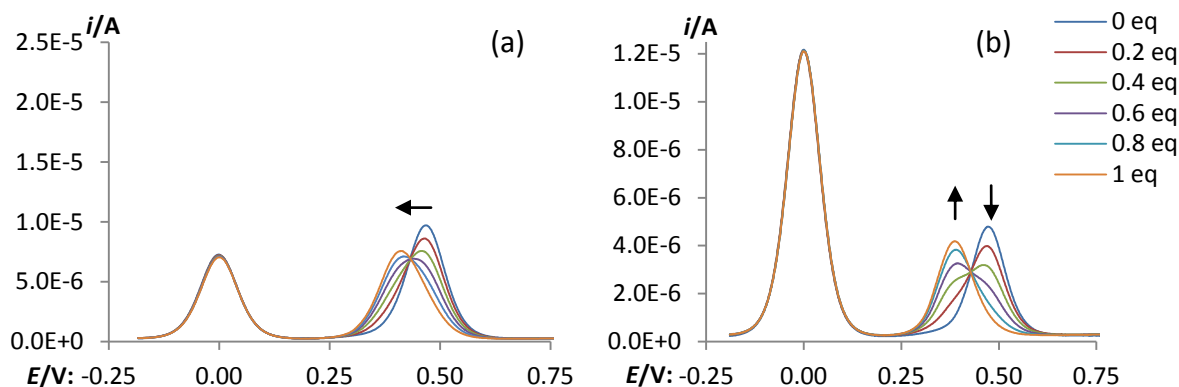 i/A
(a)
2.5E-5
2.0E-5
1.5E-5
1.0E-5
5.0E-6
0.0E+0
E/V: -0.25 0.00 0.25 0.50 0.75
i/A
(b)
1.2E-5
1.0E-5
8.0E-6
6.0E-6
4.0E-6
2.0E-6
0.0E+0
E/V: -0.25 0.00 0.25 0.50 0.75
0 eq
0.2 eq
0.4 eq
0.6 eq
0.8 eq
1 eq